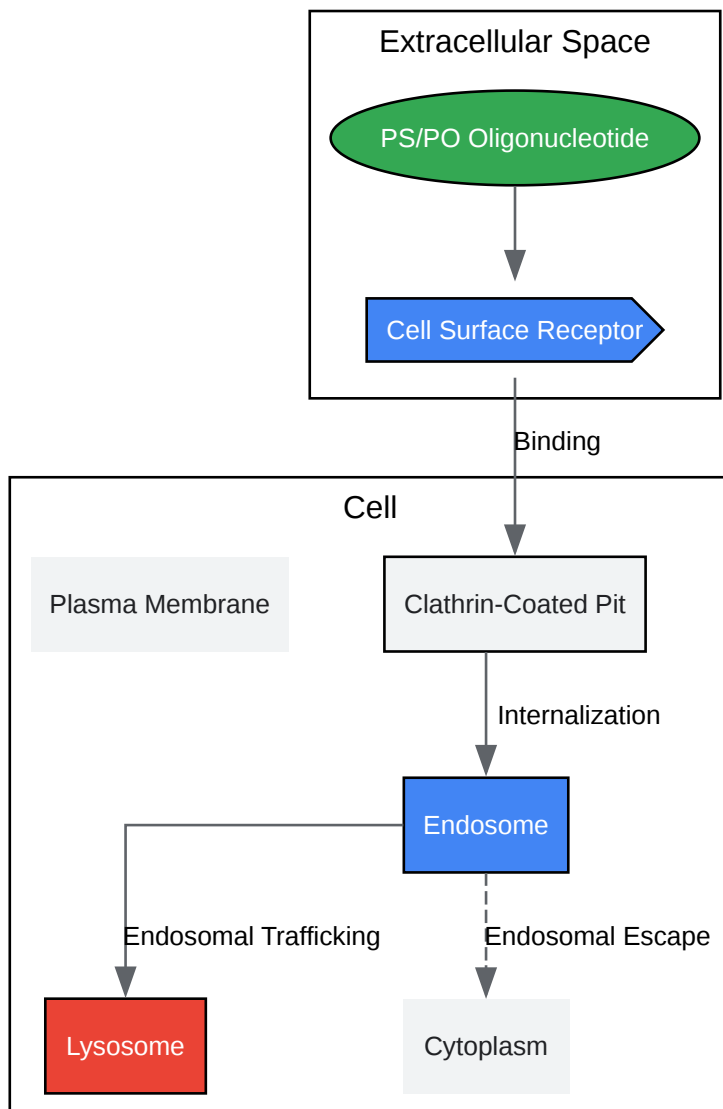 Extracellular Space
PS/PO Oligonucleotide
Cell Surface Receptor
Binding
Cell
Plasma Membrane
Clathrin-Coated Pit
Internalization
Endosome
Endosomal Trafficking
Endosomal Escape
Lysosome
Cytoplasm